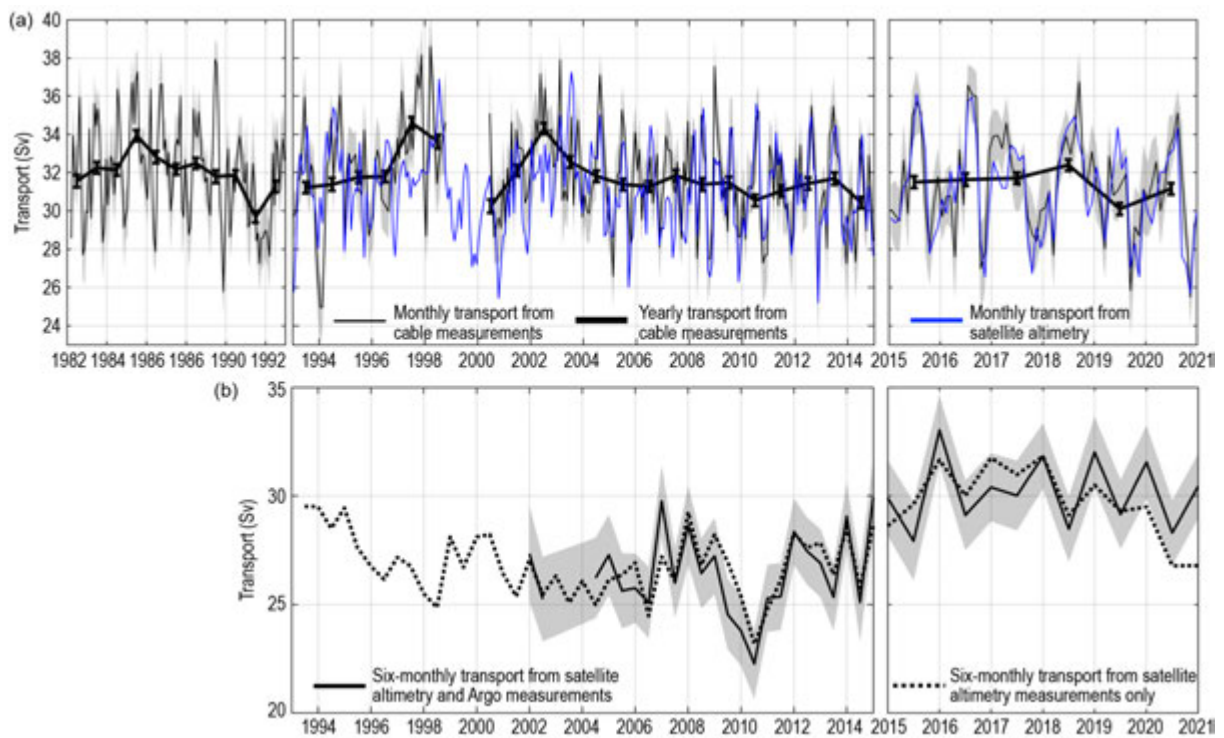 (a)
40
38
36
34
32
30
28
26
24
Transport (Sv)
Monthly transport from
cable measurements
Yearly transport from
cable measurements
Monthly transport from
satellite altimetry
1982 1984 1986 1986 1990 1992
1994 1996 1998 2000 2002 2004 2006 2008 2010 2012 2014
2015 2016 2017 2018 2019 2020 2021
(b)
35
30
25
20
Transport (Sv)
Six-monthly transport from satellite
altimetry and Argo measurements
Six-monthly transport from satellite
altimetry measurements only
1994 1996 1998 2000 2002 2004 2006 2008 2010 2012 2014
2015 2016 2017 2018 2019 2020 2021